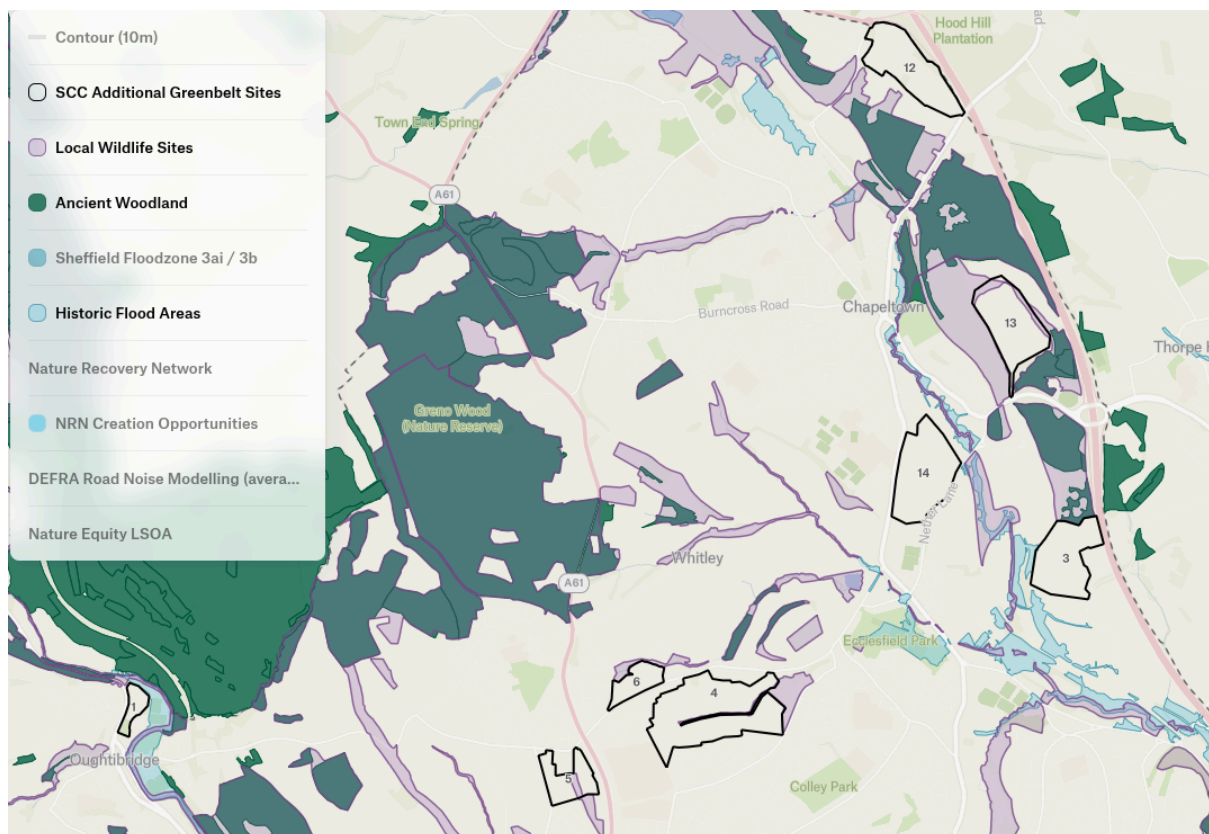 Contour (10m)
SCC Additional Greenbelt Sites
Local Wildlife Sites
Ancient Woodland
Sheffield Floodzone 3ai / 3b
Historic Flood Areas
Nature Recovery Network
NRN Creation Opportunities
DEFRA Road Noise Modelling (avera...
Nature Equity LSOA
Hood Hill
Plantation
12
Town End Spring
A61
Burncross Road
Chapeltown
13
Thorpe H
Greno Wood
(Nature Reserve)
14
Nether Lane
Whitley
3
A61
Ecclesfield Park
6
4
1
Oughtibridge
5
Colley Park